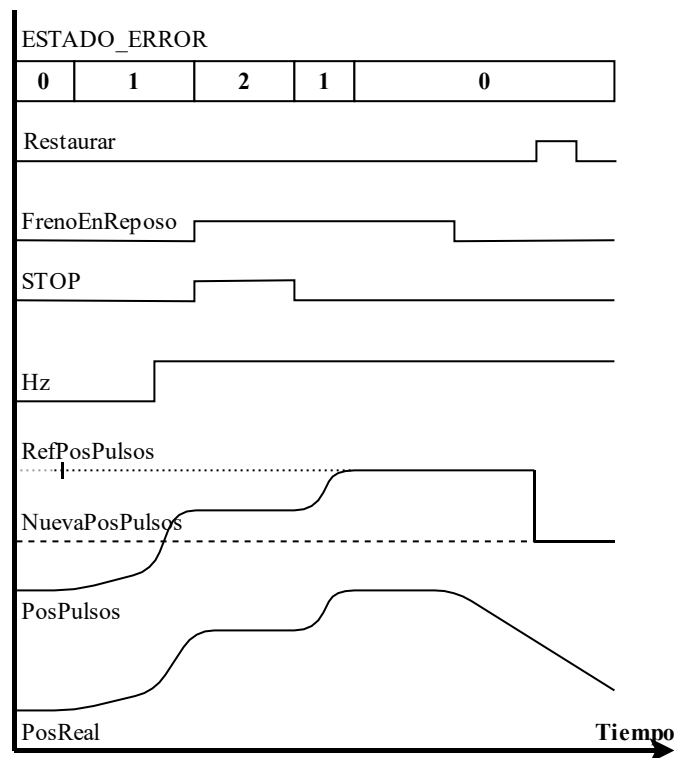 ESTADO_ERROR
0 1 2 1 0
Restaurar
FrenoEnReposo
STOP
Hz
RefPosPulsos
NuevaPosPulsos
PosPulsos
PosReal
Tiempo